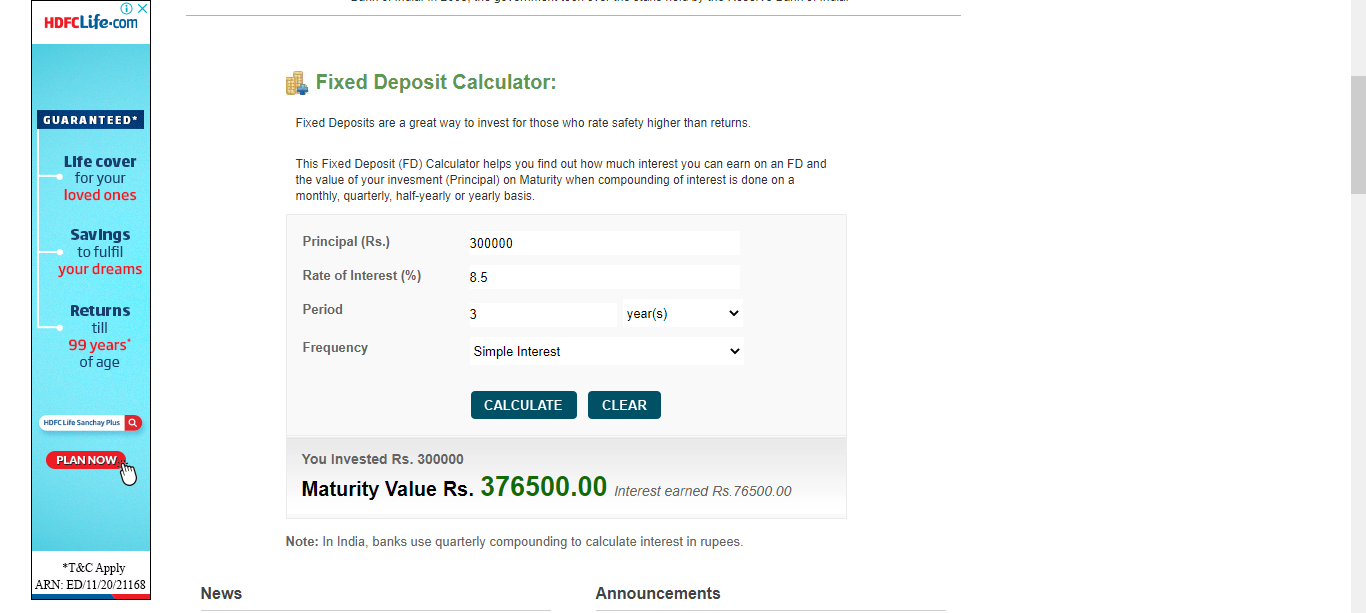 HDFCLife.com
GUARANTEED*
Life cover
for your
loved ones
Savings
to fulfil
your dreams
Returns
till
99 years*
of age
HDFC Life Sanchay Plus
PLAN NOW
*T&C Apply
ARN: ED/11/20/21168
Fixed Deposit Calculator:
Fixed Deposits are a great way to invest for those who rate safety higher than returns.
This Fixed Deposit (FD) Calculator helps you find out how much interest you can earn on an FD and
the value of your invesment (Principal) on Maturity when compounding of interest is done on a
monthly, quarterly, half-yearly or yearly basis.
Principal (Rs.) 300000
Rate of Interest (%) 8.5
Period 3 year(s)
Frequency Simple Interest
CALCULATE CLEAR
You Invested Rs. 300000
Maturity Value Rs. 376500.00 Interest earned Rs.76500.00
Note: In India, banks use quarterly compounding to calculate interest in rupees.
News Announcements